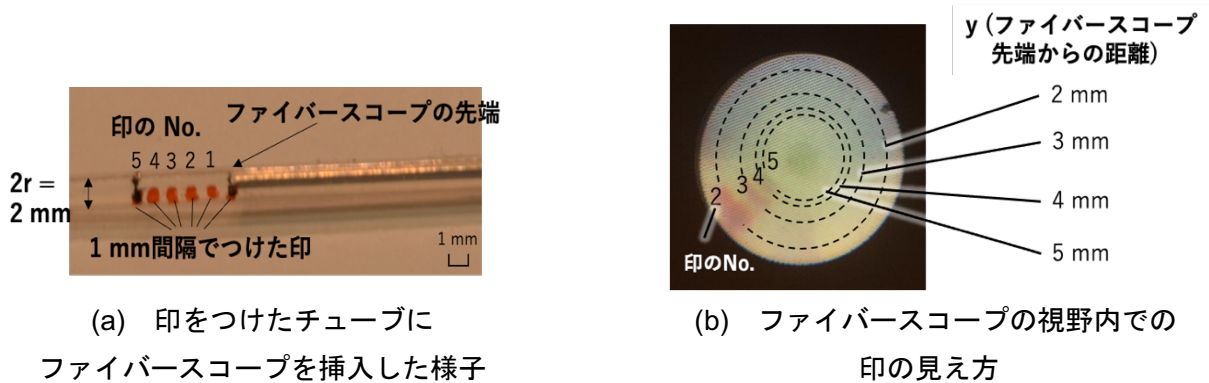 印の No.
ファイバースコープの先端
5 4 3 2 1
2r =
2 mm
1 mm間隔でつけた印
1 mm
(a) 印をつけたチューブに
ファイバースコープを挿入した様子
y (ファイバースコープ
先端からの距離)
2 mm
3 mm
4 mm
5 mm
5
4
3
2
印のNo.
(b) ファイバースコープの視野内での
印の見え方